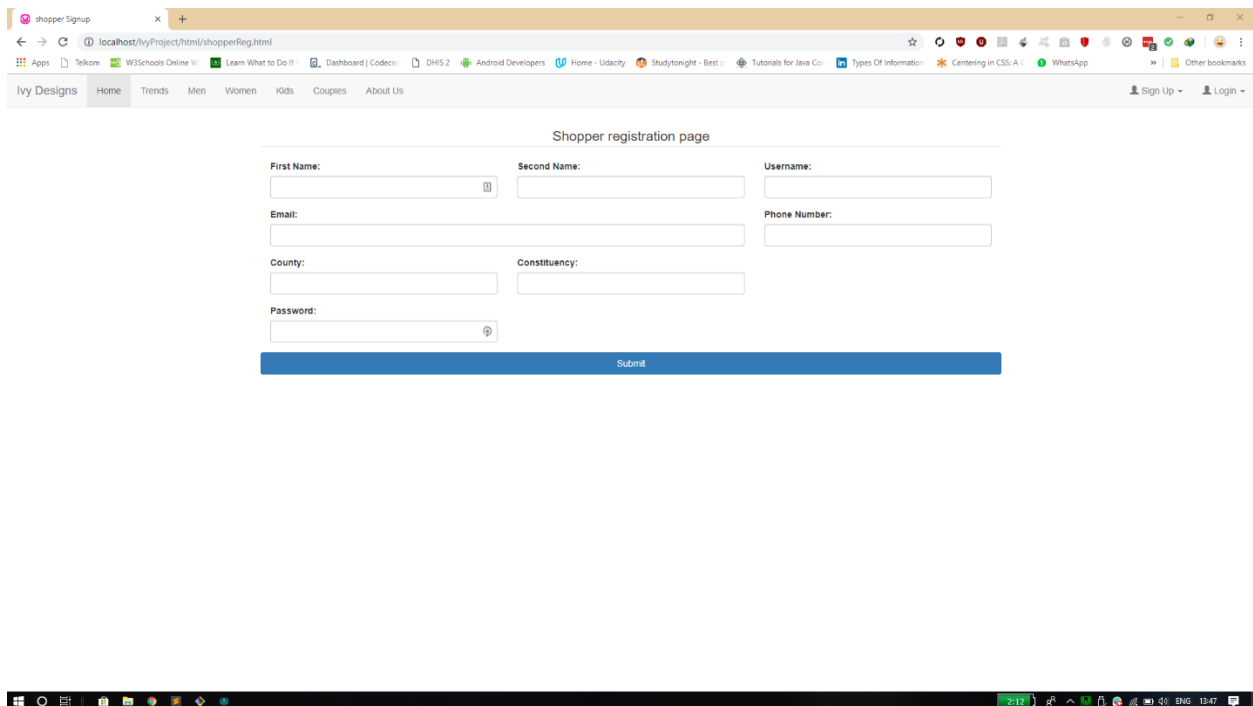 shopper Signup
localhost/IvyProject/html/shopperReg.html
Apps Telkom W3Schools Online W Learn What to Do If Dashboard | Codeca DHIS 2 Android Developers Home - Udacity Studytonight - Best Tutorials for Java Co Types Of Information Centering in CSS: A C WhatsApp » Other bookmarks
Ivy Designs Home Trends Men Women Kids Couples About Us Sign Up Login
Shopper registration page
First Name: Second Name: Username:
Email: Phone Number:
County: Constituency:
Password:
Submit
2:12 ENG 13:47